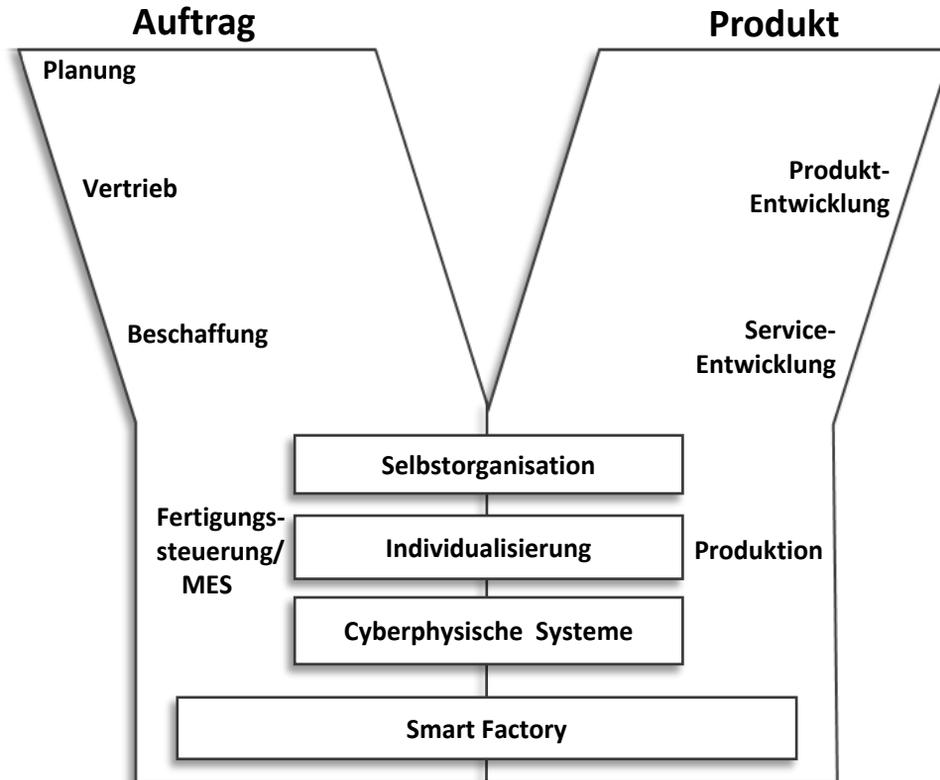 Auftrag
Produkt
Planung
Vertrieb
Produkt-
Entwicklung
Beschaffung
Service-
Entwicklung
Selbstorganisation
Fertigungs-
steuerung/
MES
Individualisierung
Produktion
Cyberphysische Systeme
Smart Factory